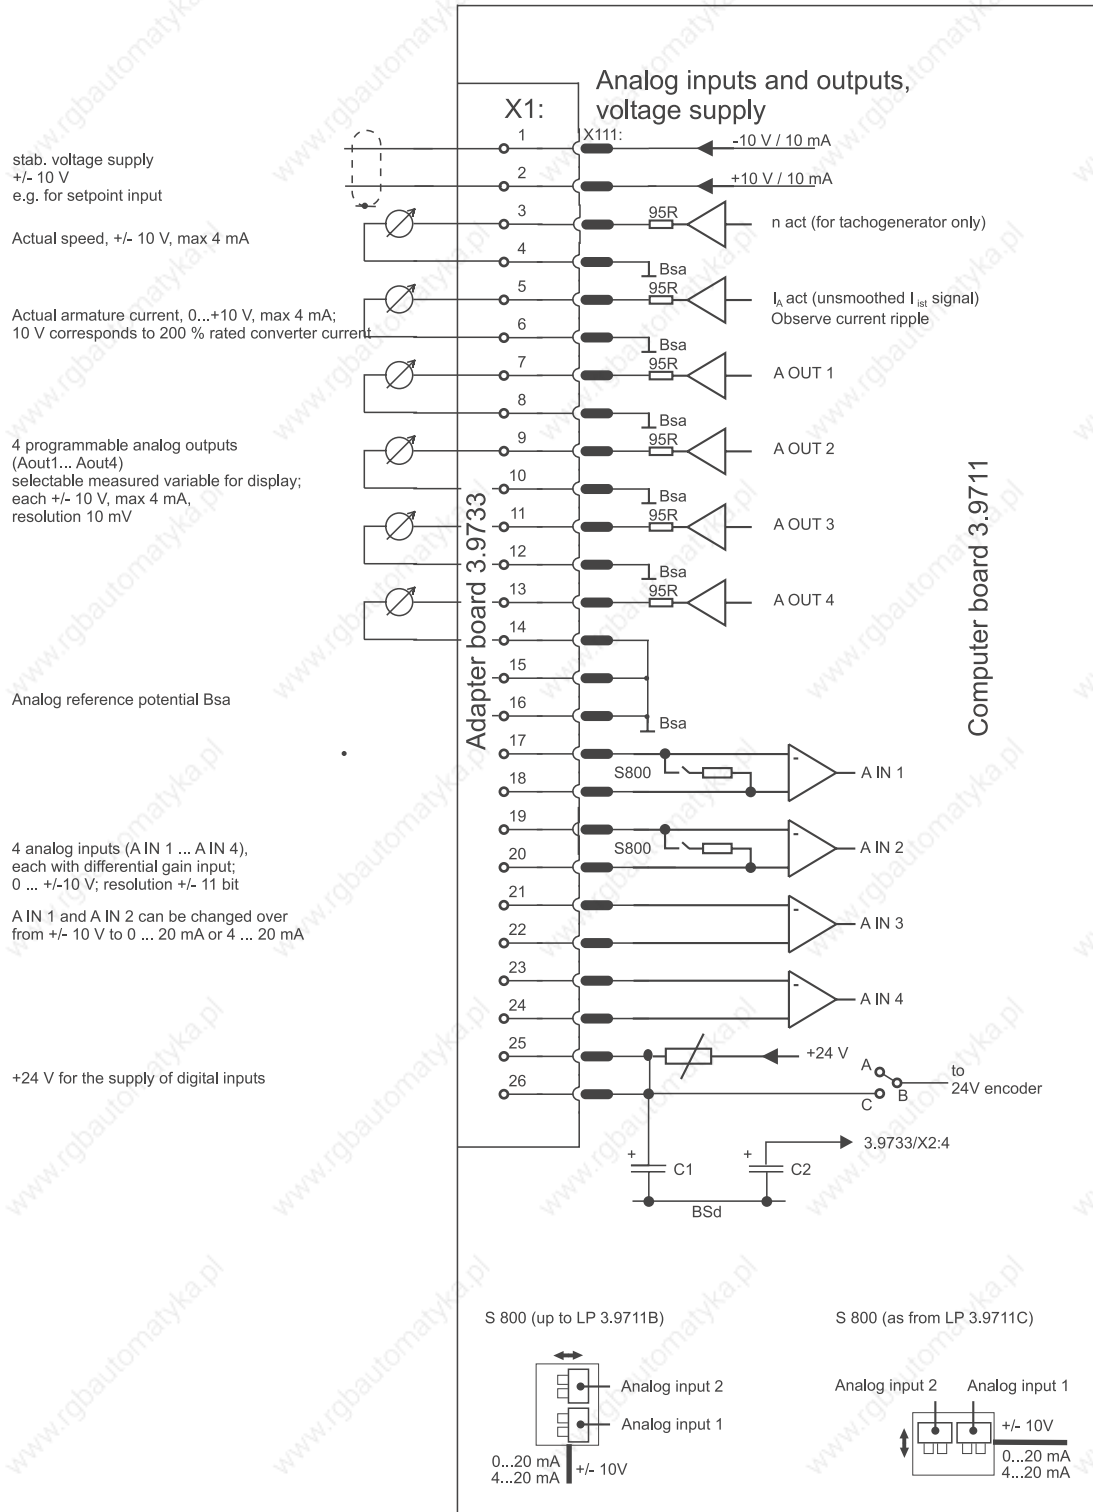 Analog inputs and outputs,
voltage supply
X1:
X111:
stab. voltage supply
+/- 10 V
e.g. for setpoint input
1
-10 V / 10 mA
2
+10 V / 10 mA
Actual speed, +/- 10 V, max 4 mA
3
95R
n act (for tachogenerator only)
4
Bsa
Actual armature current, 0...+10 V, max 4 mA;
10 V corresponds to 200 % rated converter current
5
95R
I_A act (unsmoothed I_ist signal)
Observe current ripple
6
Bsa
7
95R
A OUT 1
8
Bsa
4 programmable analog outputs
(Aout1... Aout4)
selectable measured variable for display;
each +/- 10 V, max 4 mA,
resolution 10 mV
9
95R
A OUT 2
10
Bsa
11
95R
A OUT 3
12
Bsa
13
95R
A OUT 4
14
15
16
Bsa
Adapter board 3.9733
Computer board 3.9711
Analog reference potential Bsa
17
S800
-
A IN 1
18
4 analog inputs (A IN 1 ... A IN 4),
each with differential gain input;
0 ... +/-10 V; resolution +/- 11 bit
A IN 1 and A IN 2 can be changed over
from +/- 10 V to 0 ... 20 mA or 4 ... 20 mA
19
S800
-
A IN 2
20
21
-
A IN 3
22
23
-
A IN 4
24
+24 V for the supply of digital inputs
25
+24 V
26
A
B
C
to
24V encoder
3.9733/X2:4
+
C1
+
C2
BSd
S 800 (up to LP 3.9711B)
Analog input 2
Analog input 1
0...20 mA
4...20 mA
+/- 10V
S 800 (as from LP 3.9711C)
Analog input 2
Analog input 1
+/- 10V
0...20 mA
4...20 mA
www.rgbautomatyka.pl